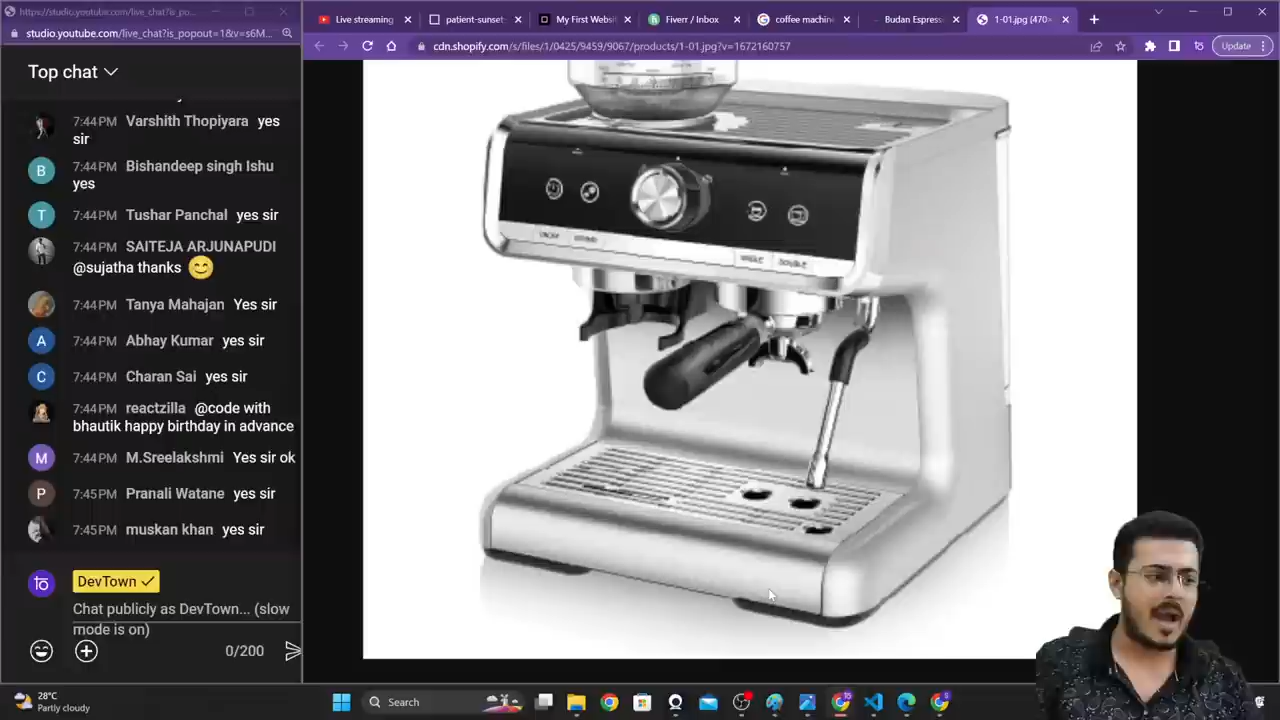 https://studio.youtube.com/live_chat?is_po...
studio.youtube.com/live_chat?is_popout=1&v=s6M...
Top chat
7:44 PM Varshith Thopiyara yes
sir
7:44 PM Bishandeep singh Ishu
yes
7:44 PM Tushar Panchal yes sir
7:44 PM SAITEJA ARJUNAPUDI
@sujatha thanks
7:44 PM Tanya Mahajan Yes sir
7:44 PM Abhay Kumar yes sir
7:44 PM Charan Sai yes sir
7:44 PM reactzilla @code with
bhautik happy birthday in advance
7:44 PM M.Sreelakshmi Yes sir ok
7:45 PM Pranali Watane yes sir
7:45 PM muskan khan yes sir
DevTown
Chat publicly as DevTown... (slow
mode is on)
0/200
Live streaming
patient-sunset
My First Websi
Fiverr / Inbox
coffee machin
Budan Espress
1-01.jpg (470×
cdn.shopify.com/s/files/1/0425/9459/9067/products/1-01.jpg?v=1672160757
Update
SINGLE DOUBLE
28°C
Partly cloudy
Search